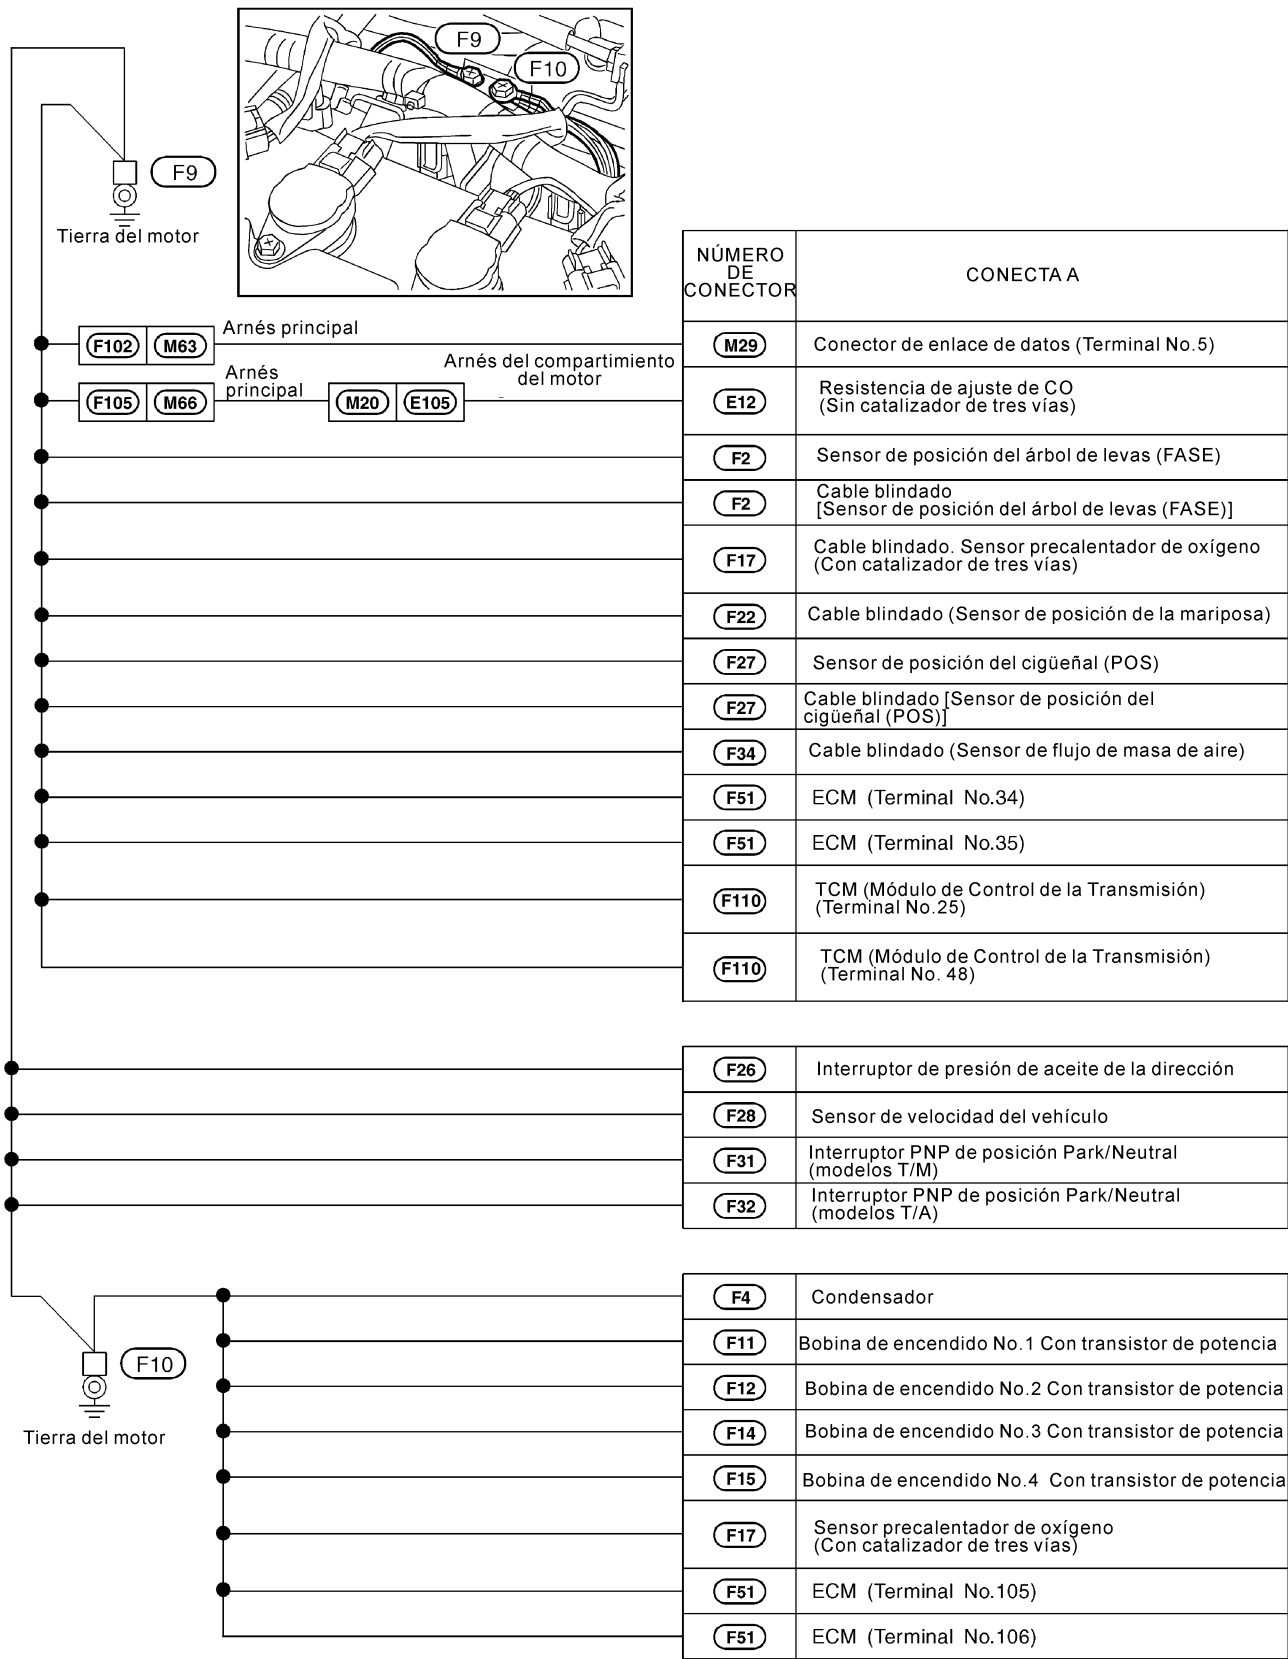 F9
F10
F9
Tierra del motor
NÚMERO
DE
CONECTOR
CONECTA A
F102 M63
Arnés principal
M29
Conector de enlace de datos (Terminal No.5)
F105 M66
Arnés
principal
M20 E105
Arnés del compartimiento
del motor
E12
Resistencia de ajuste de CO
(Sin catalizador de tres vías)
F2
Sensor de posición del árbol de levas (FASE)
F2
Cable blindado
[Sensor de posición del árbol de levas (FASE)]
F17
Cable blindado. Sensor precalentador de oxígeno
(Con catalizador de tres vías)
F22
Cable blindado (Sensor de posición de la mariposa)
F27
Sensor de posición del cigüeñal (POS)
F27
Cable blindado [Sensor de posición del
cigüeñal (POS)]
F34
Cable blindado (Sensor de flujo de masa de aire)
F51
ECM (Terminal No.34)
F51
ECM (Terminal No.35)
F110
TCM (Módulo de Control de la Transmisión)
(Terminal No.25)
F110
TCM (Módulo de Control de la Transmisión)
(Terminal No. 48)
F26
Interruptor de presión de aceite de la dirección
F28
Sensor de velocidad del vehículo
F31
Interruptor PNP de posición Park/Neutral
(modelos T/M)
F32
Interruptor PNP de posición Park/Neutral
(modelos T/A)
F10
Tierra del motor
F4
Condensador
F11
Bobina de encendido No.1 Con transistor de potencia
F12
Bobina de encendido No.2 Con transistor de potencia
F14
Bobina de encendido No.3 Con transistor de potencia
F15
Bobina de encendido No.4 Con transistor de potencia
F17
Sensor precalentador de oxígeno
(Con catalizador de tres vías)
F51
ECM (Terminal No.105)
F51
ECM (Terminal No.106)